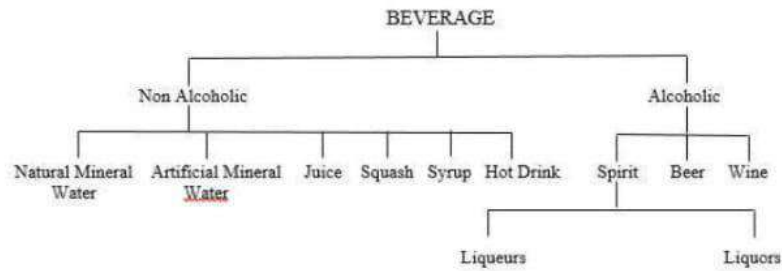 BEVERAGE
Non Alcoholic
Alcoholic
Natural Mineral
Water
Artificial Mineral
Water
Juice
Squash
Syrup
Hot Drink
Spirit
Beer
Wine
Liqueurs
Liquors